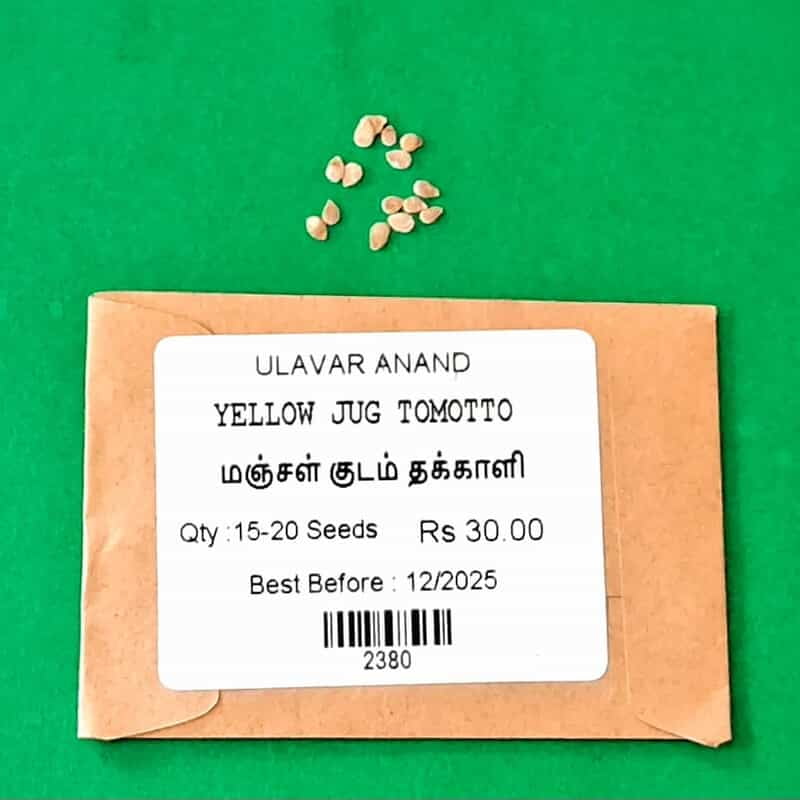 ULAVAR ANAND
YELLOW JUG TOMOTTO
மஞ்சள் குடம் தக்காளி
Qty :15-20 Seeds Rs 30.00
Best Before : 12/2025
2380